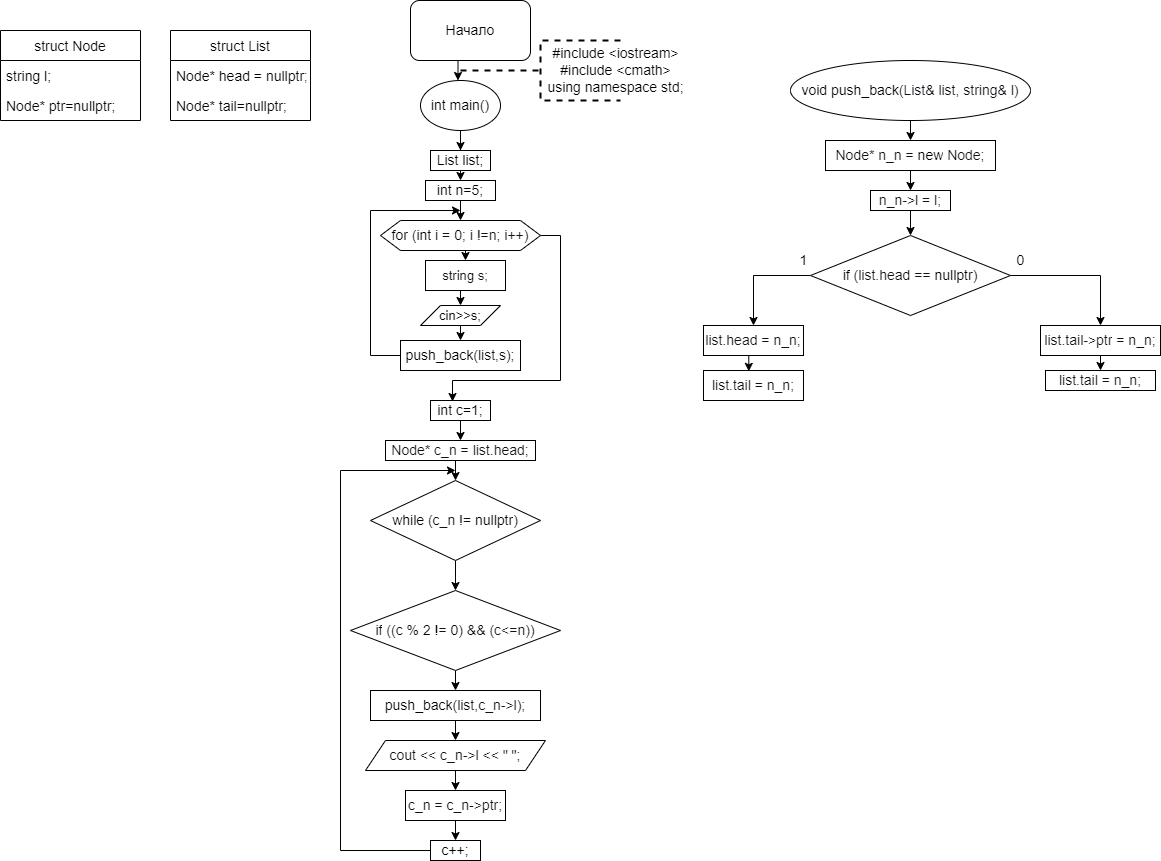 struct Node
string l;
Node* ptr=nullptr;
struct List
Node* head = nullptr;
Node* tail=nullptr;
Начало
#include <iostream>
#include <cmath>
using namespace std;
int main()
List list;
int n=5;
for (int i = 0; i !=n; i++)
string s;
cin>>s;
push_back(list,s);
int c=1;
Node* c_n = list.head;
while (c_n != nullptr)
if ((c % 2 != 0) && (c<=n))
push_back(list,c_n->l);
cout << c_n->l << " ";
c_n = c_n->ptr;
c++;
void push_back(List& list, string& l)
Node* n_n = new Node;
n_n->l = l;
if (list.head == nullptr)
1
0
list.head = n_n;
list.tail = n_n;
list.tail->ptr = n_n;
list.tail = n_n;